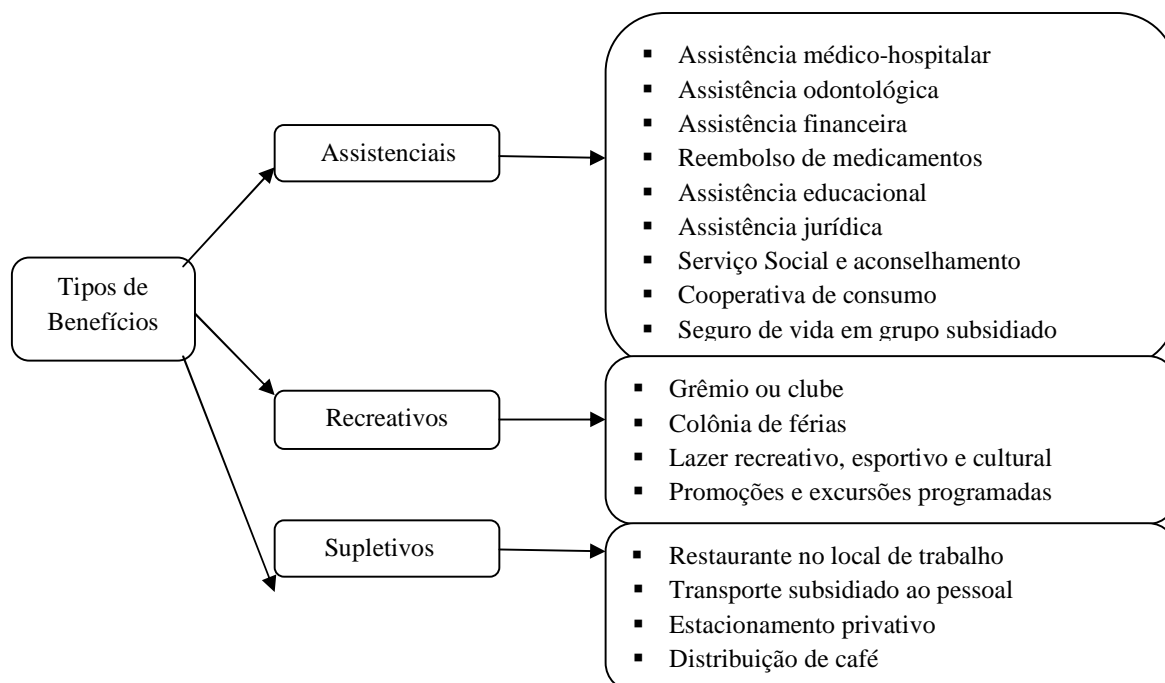 Tipos de
Benefícios
Assistenciais
▪ Assistência médico-hospitalar
▪ Assistência odontológica
▪ Assistência financeira
▪ Reembolso de medicamentos
▪ Assistência educacional
▪ Assistência jurídica
▪ Serviço Social e aconselhamento
▪ Cooperativa de consumo
▪ Seguro de vida em grupo subsidiado
Recreativos
▪ Grêmio ou clube
▪ Colônia de férias
▪ Lazer recreativo, esportivo e cultural
▪ Promoções e excursões programadas
Supletivos
▪ Restaurante no local de trabalho
▪ Transporte subsidiado ao pessoal
▪ Estacionamento privativo
▪ Distribuição de café